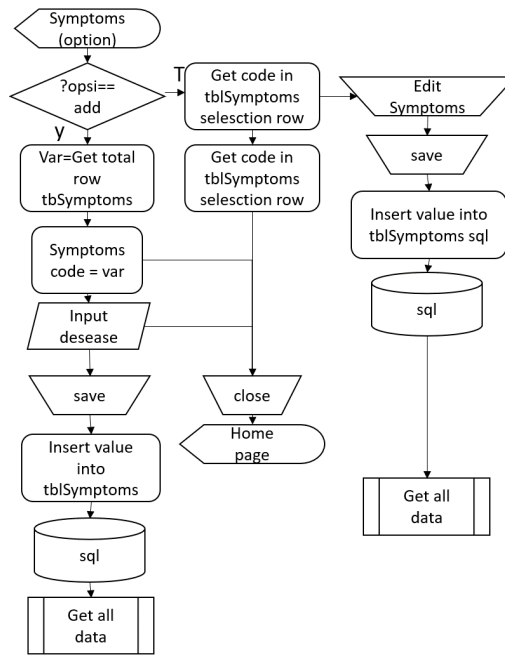 Symptoms
(option)
?opsi==
add
T
y
Get code in
tblSymptoms
selesction row
Edit
Symptoms
Var=Get total
row
tbSymptoms
Get code in
tblSymptoms
selesction row
save
Insert value into
tblSymptoms sql
Symptoms
code = var
sql
Input
desease
save
close
Home
page
Insert value
into
tblSymptoms
Get all
data
sql
Get all
data